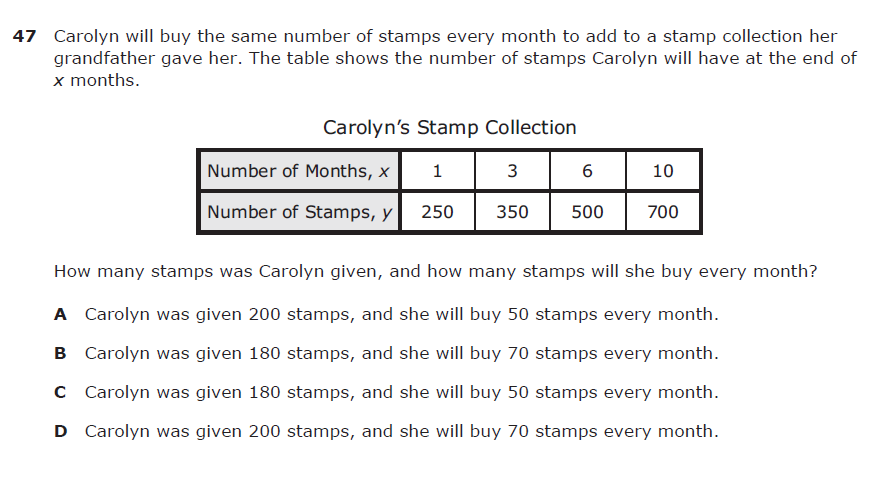 47 Carolyn will buy the same number of stamps every month to add to a stamp collection her
grandfather gave her. The table shows the number of stamps Carolyn will have at the end of
x months.
Carolyn’s Stamp Collection
Number of Months, x 1 3 6 10
Number of Stamps, y 250 350 500 700
How many stamps was Carolyn given, and how many stamps will she buy every month?
A Carolyn was given 200 stamps, and she will buy 50 stamps every month.
B Carolyn was given 180 stamps, and she will buy 70 stamps every month.
C Carolyn was given 180 stamps, and she will buy 50 stamps every month.
D Carolyn was given 200 stamps, and she will buy 70 stamps every month.